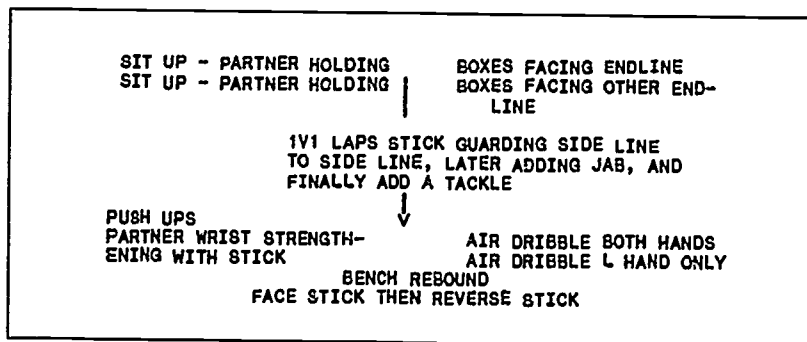 SIT UP - PARTNER HOLDING
SIT UP - PARTNER HOLDING
BOXES FACING ENDLINE
BOXES FACING OTHER END-
LINE
1V1 LAPS STICK GUARDING SIDE LINE
TO SIDE LINE, LATER ADDING JAB, AND
FINALLY ADD A TACKLE
PUSH UPS
PARTNER WRIST STRENGTH-
ENING WITH STICK
AIR DRIBBLE BOTH HANDS
AIR DRIBBLE L HAND ONLY
BENCH REBOUND
FACE STICK THEN REVERSE STICK